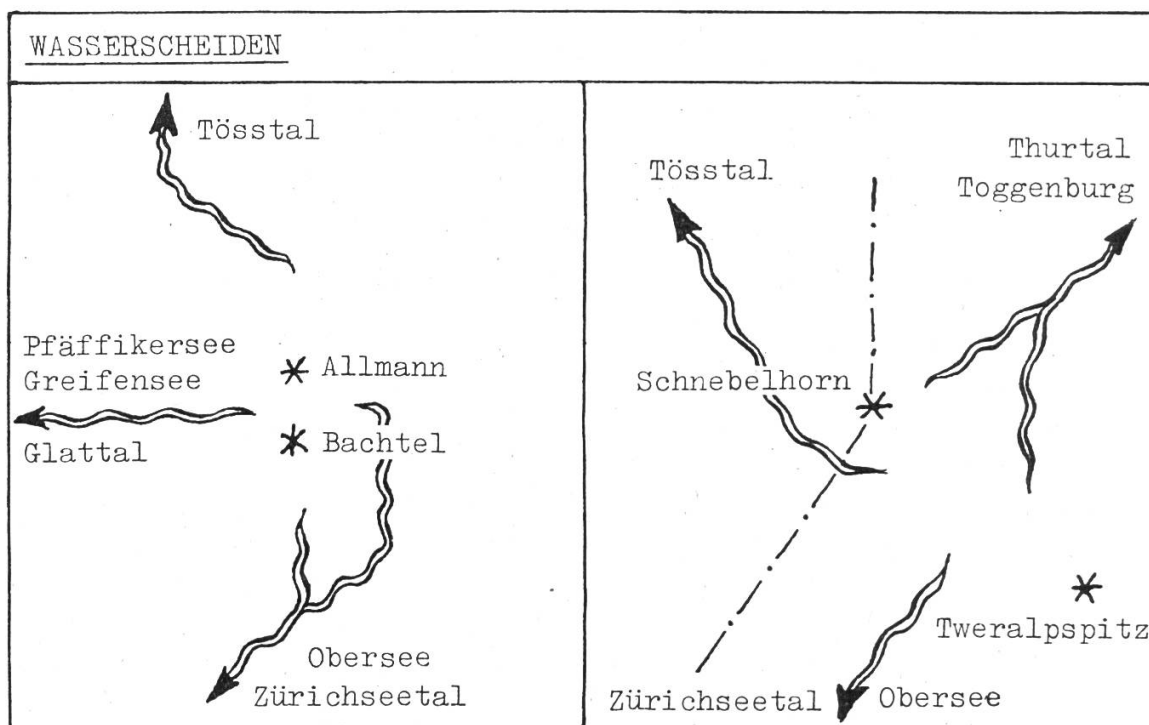 WASSERSCHEIDEN
Tösstal
Pfäffikersee
Greifensee
Allmann
Glattal
Bachtel
Obersee
Zürichseetal
Tösstal
Thurtal
Toggenburg
Schnebelhorn
Tweralpspitz
Zürichseetal
Obersee